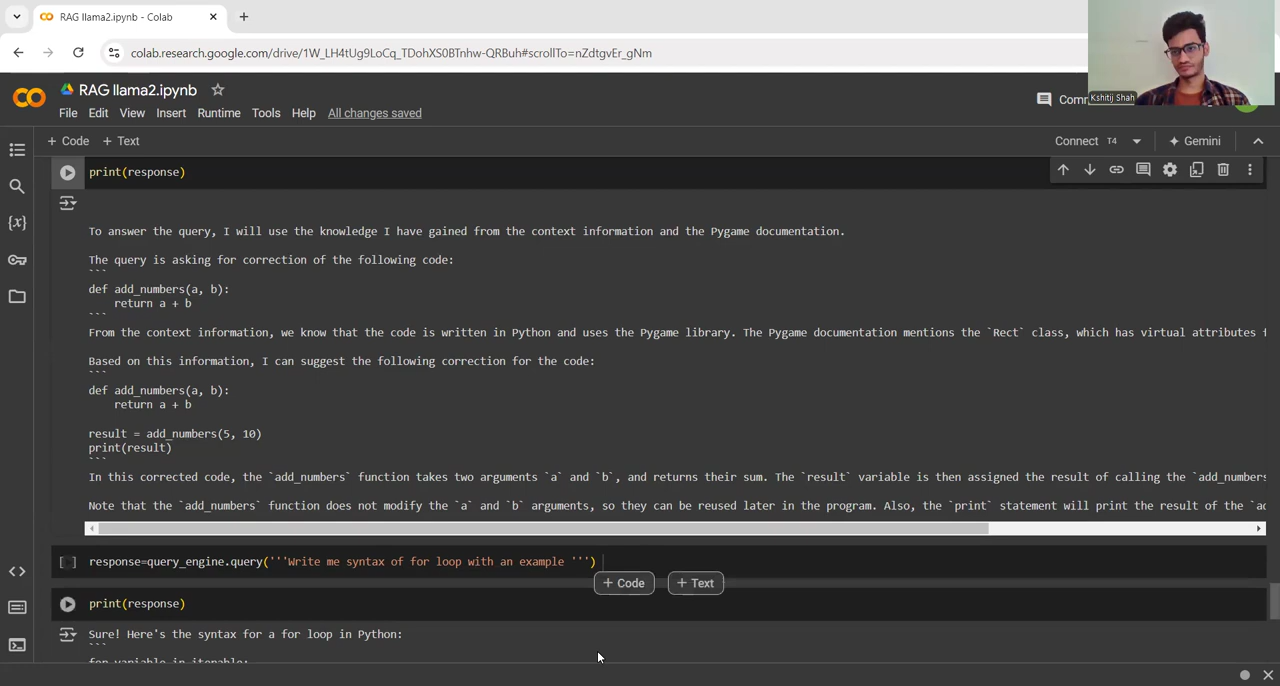 RAG llama2.ipynb - Colab
colab.research.google.com/drive/1W_LH4tUg9LoCq_TDohXS0BTnhw-QRBuh#scrollTo=nZdtgvEr_gNm
RAG llama2.ipynb
File Edit View Insert Runtime Tools Help All changes saved
Kshitij Shah
+ Code + Text
Connect T4
Gemini
print(response)
To answer the query, I will use the knowledge I have gained from the context information and the Pygame documentation.
The query is asking for correction of the following code:
```
def add_numbers(a, b):
    return a + b
```
From the context information, we know that the code is written in Python and uses the Pygame library. The Pygame documentation mentions the `Rect` class, which has virtual attributes
Based on this information, I can suggest the following correction for the code:
```
def add_numbers(a, b):
    return a + b
result = add_numbers(5, 10)
print(result)
```
In this corrected code, the `add_numbers` function takes two arguments `a` and `b`, and returns their sum. The `result` variable is then assigned the result of calling the `add_numbers
Note that the `add_numbers` function does not modify the `a` and `b` arguments, so they can be reused later in the program. Also, the `print` statement will print the result of the
[ ] response=query_engine.query('''Write me syntax of for loop with an example ''')
+ Code + Text
print(response)
Sure! Here's the syntax for a for loop in Python:
```
for variable in iterable: